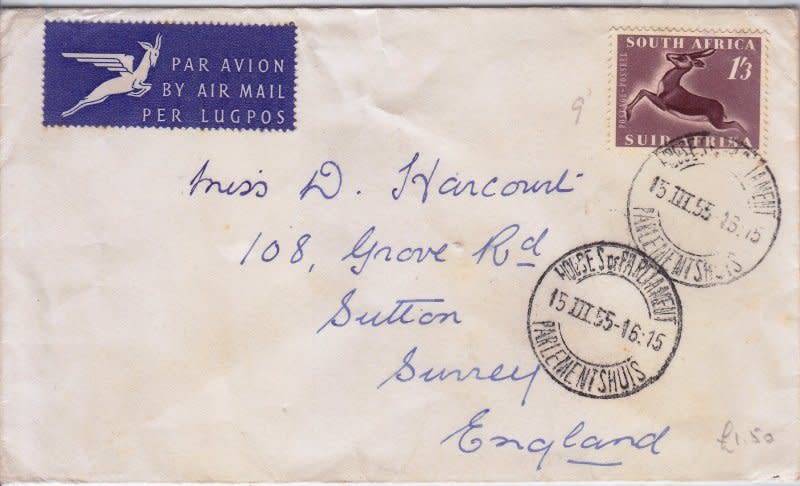 PAR AVION
BY AIR MAIL
PER LUGPOS
SOUTH AFRICA
1'3
POSTAGE-POSSEEL
SUID AFRIKA
9'
Miss D. Harcourt
108, Grove Rd
Sutton
Surrey
England
HOUSES OF PARLIAMENT
15 III 55-16:15
PARLEMENTSHUIS
HOUSES OF PARLIAMENT
15 III 55-16:15
PARLEMENTSHUIS
£1.50